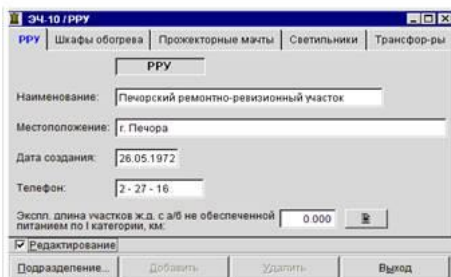 ЭЧ-10 / РРУ
РРУ Шкафы обогрева Прожекторные мачты Светильники Трансфор-ры
РРУ
Наименование: Печорский ремонтно-ревизионный участок
Местоположение: г. Печора
Дата создания: 26.05.1972
Телефон: 2 - 27 - 16
Экспл. длина участков ж.д. с а/б не обеспеченной
питанием по I категории, км: 0.000
Редактирование
Подразделение... Добавить Удалить Выход